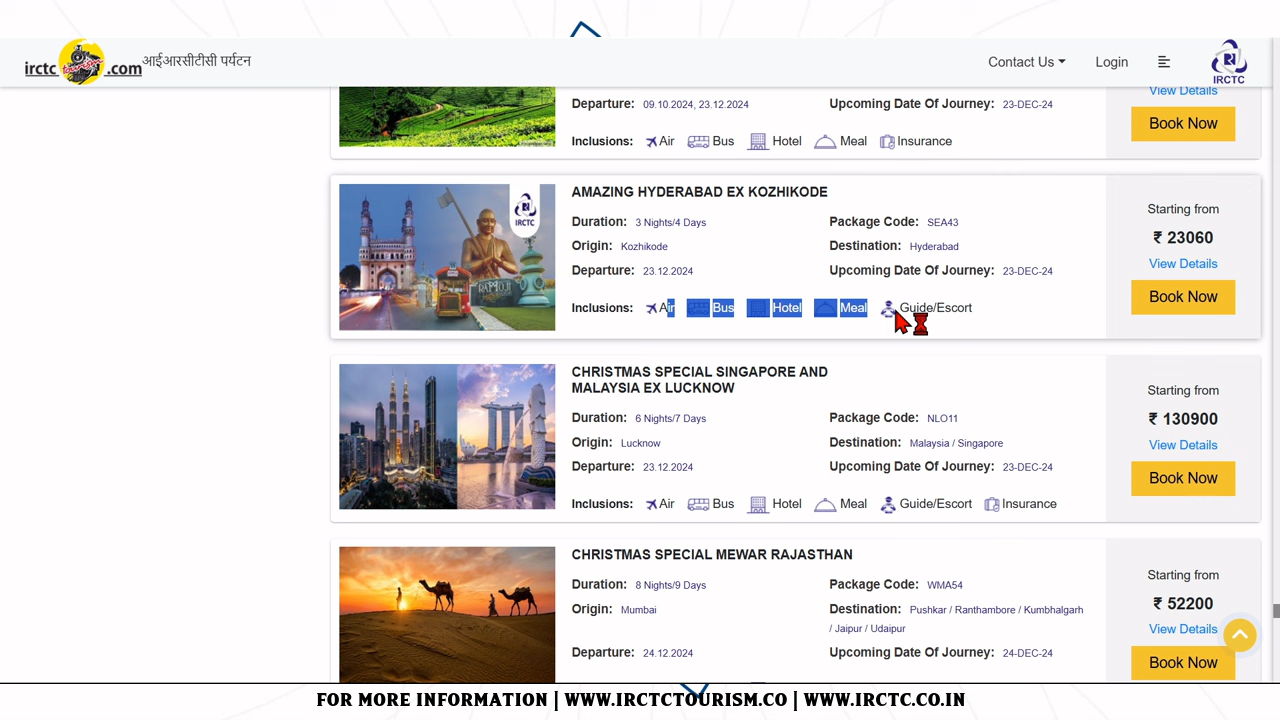 irctc tourism .com
आईआरसीटीसी पर्यटन
Contact Us
Login
IRCTC
Departure: 09.10.2024, 23.12.2024
Upcoming Date Of Journey: 23-DEC-24
View Details
Inclusions: Air Bus Hotel Meal Insurance
Book Now
AMAZING HYDERABAD EX KOZHIKODE
Duration: 3 Nights/4 Days
Package Code: SEA43
Origin: Kozhikode
Destination: Hyderabad
Departure: 23.12.2024
Upcoming Date Of Journey: 23-DEC-24
Inclusions: Air Bus Hotel Meal Guide/Escort
Starting from
₹ 23060
View Details
Book Now
IRCTC
RAMOJI
CHRISTMAS SPECIAL SINGAPORE AND
MALAYSIA EX LUCKNOW
Duration: 6 Nights/7 Days
Package Code: NLO11
Origin: Lucknow
Destination: Malaysia / Singapore
Departure: 23.12.2024
Upcoming Date Of Journey: 23-DEC-24
Inclusions: Air Bus Hotel Meal Guide/Escort Insurance
Starting from
₹ 130900
View Details
Book Now
CHRISTMAS SPECIAL MEWAR RAJASTHAN
Duration: 8 Nights/9 Days
Package Code: WMA54
Origin: Mumbai
Destination: Pushkar / Ranthambore / Kumbhalgarh
/ Jaipur / Udaipur
Departure: 24.12.2024
Upcoming Date Of Journey: 24-DEC-24
Starting from
₹ 52200
View Details
Book Now
FOR MORE INFORMATION | WWW.IRCTCTOURISM.CO | WWW.IRCTC.CO.IN